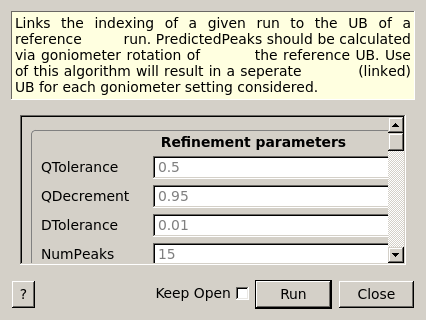 Links the indexing of a given run to the UB of a
reference run. PredictedPeaks should be calculated
via goniometer rotation of the reference UB. Use
of this algorithm will result in a seperate (linked)
UB for each goniometer setting considered.
Refinement parameters
QTolerance 0.5
QDecrement 0.95
DTolerance 0.01
NumPeaks 15
? Keep Open Run Close